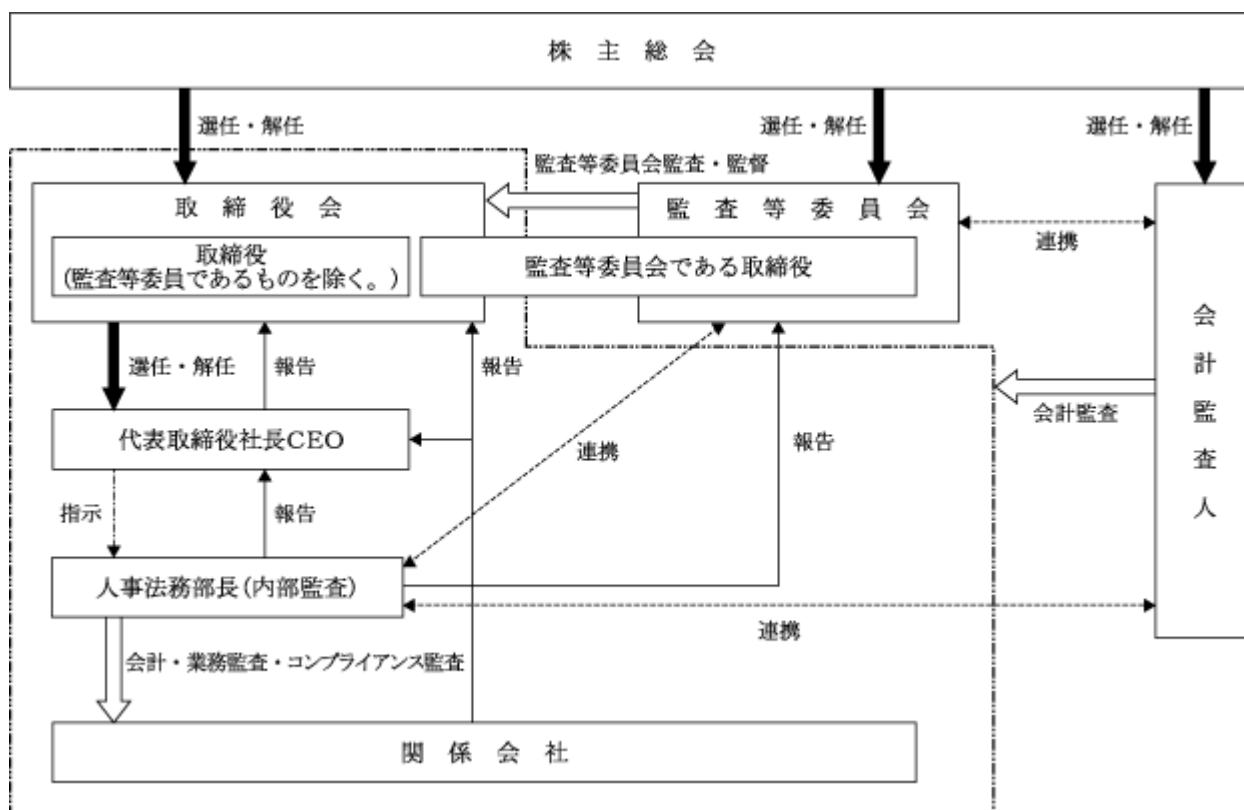 株主総会
選任・解任
選任・解任
選任・解任
監査等委員会監査・監督
取締役会
監査等委員会
連携
取締役
(監査等委員であるものを除く。)
監査等委員会である取締役
会計監査人
選任・解任
報告
報告
会計監査
代表取締役社長CEO
連携
報告
指示
報告
人事法務部長(内部監査)
連携
会計・業務監査・コンプライアンス監査
関係会社